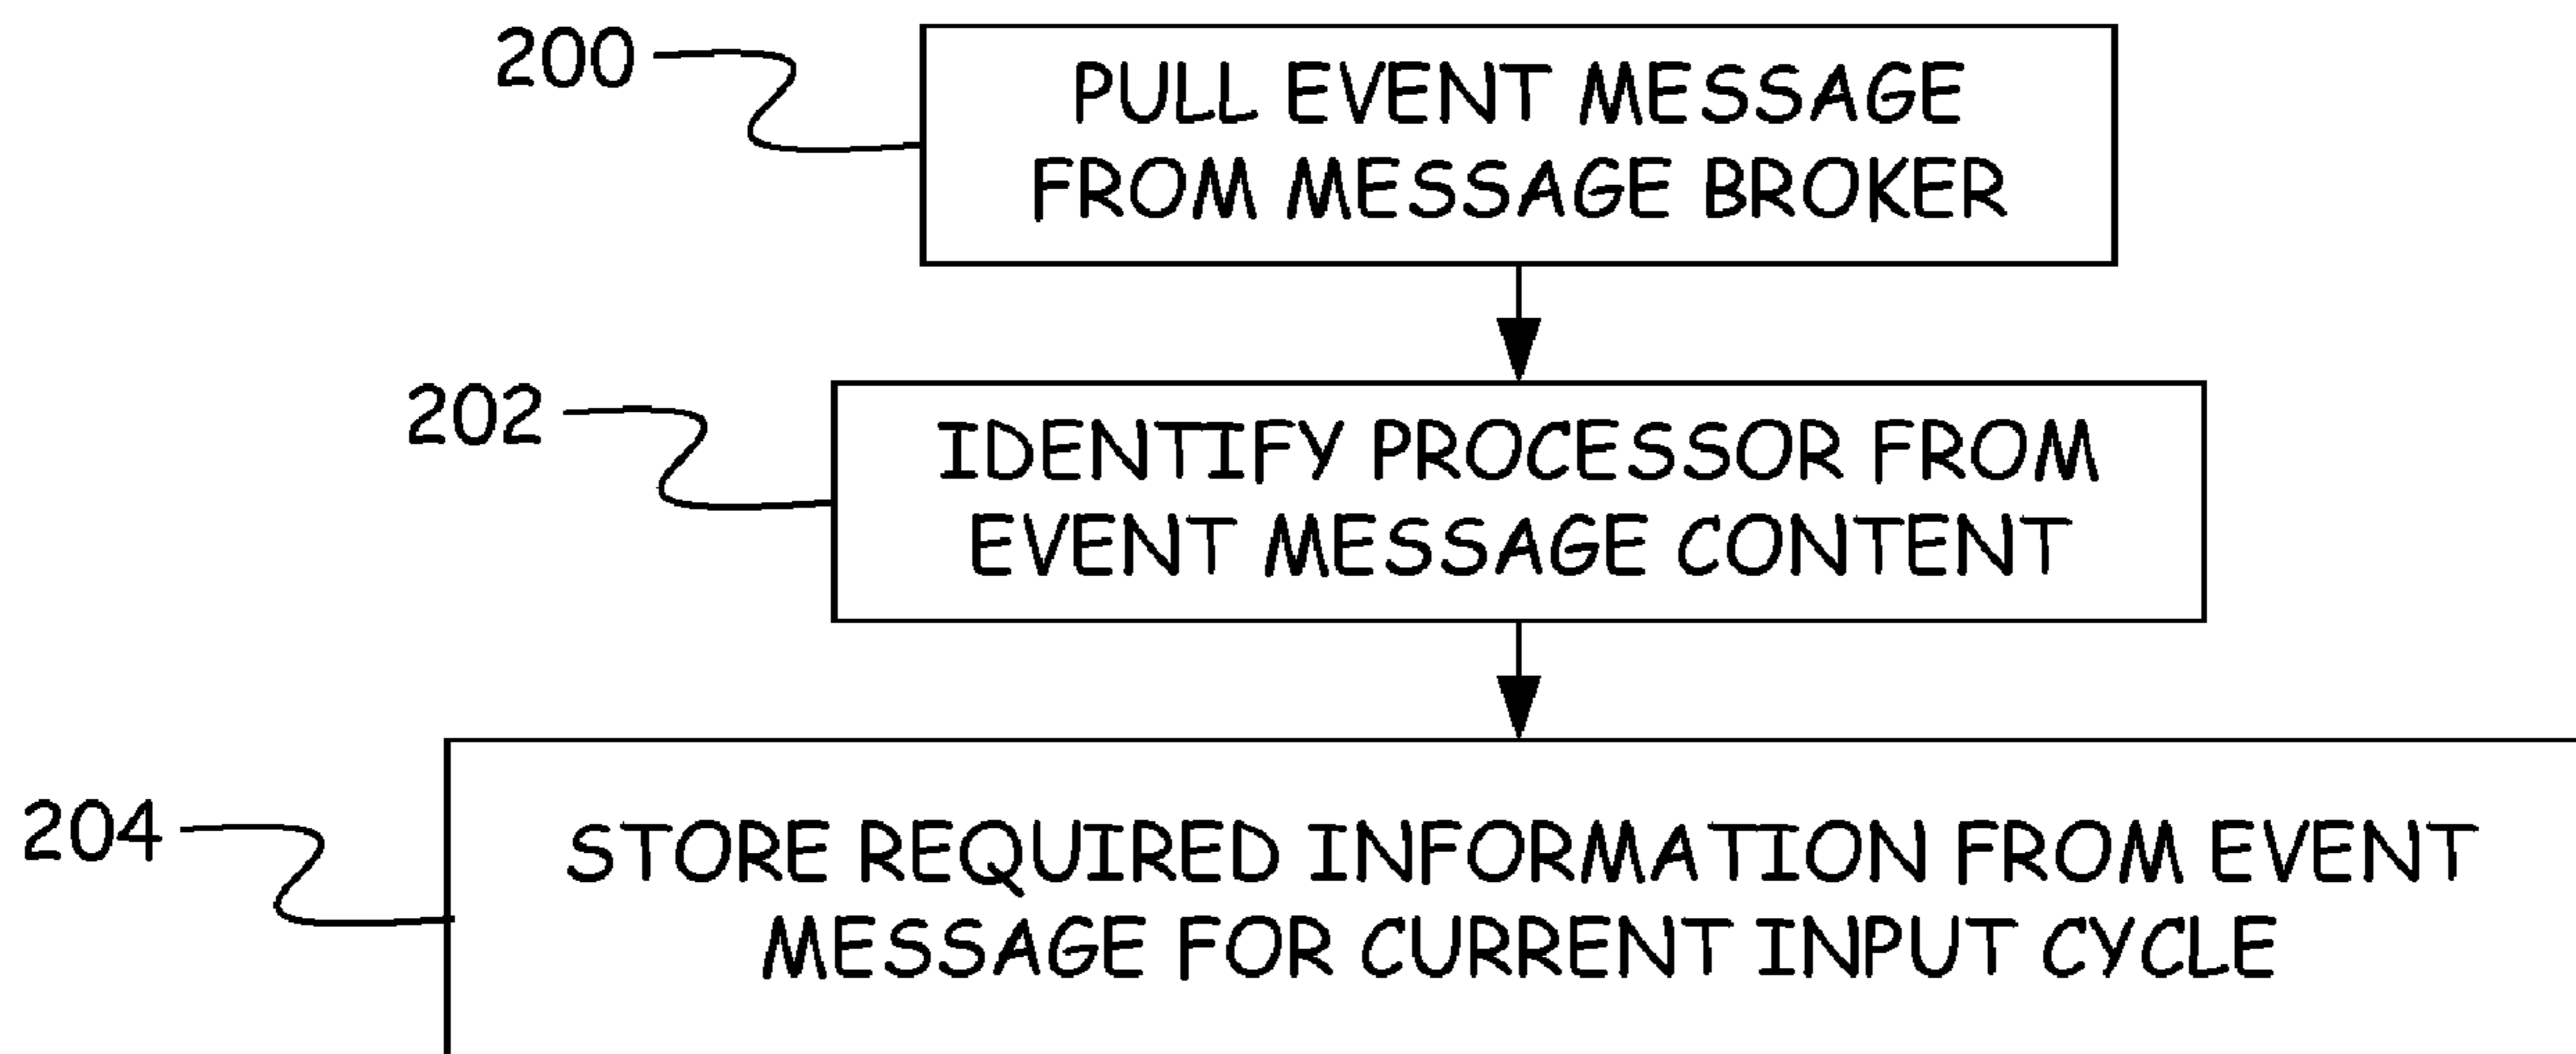 200
PULL EVENT MESSAGE
FROM MESSAGE BROKER
202
IDENTIFY PROCESSOR FROM
EVENT MESSAGE CONTENT
204
STORE REQUIRED INFORMATION FROM EVENT
MESSAGE FOR CURRENT INPUT CYCLE